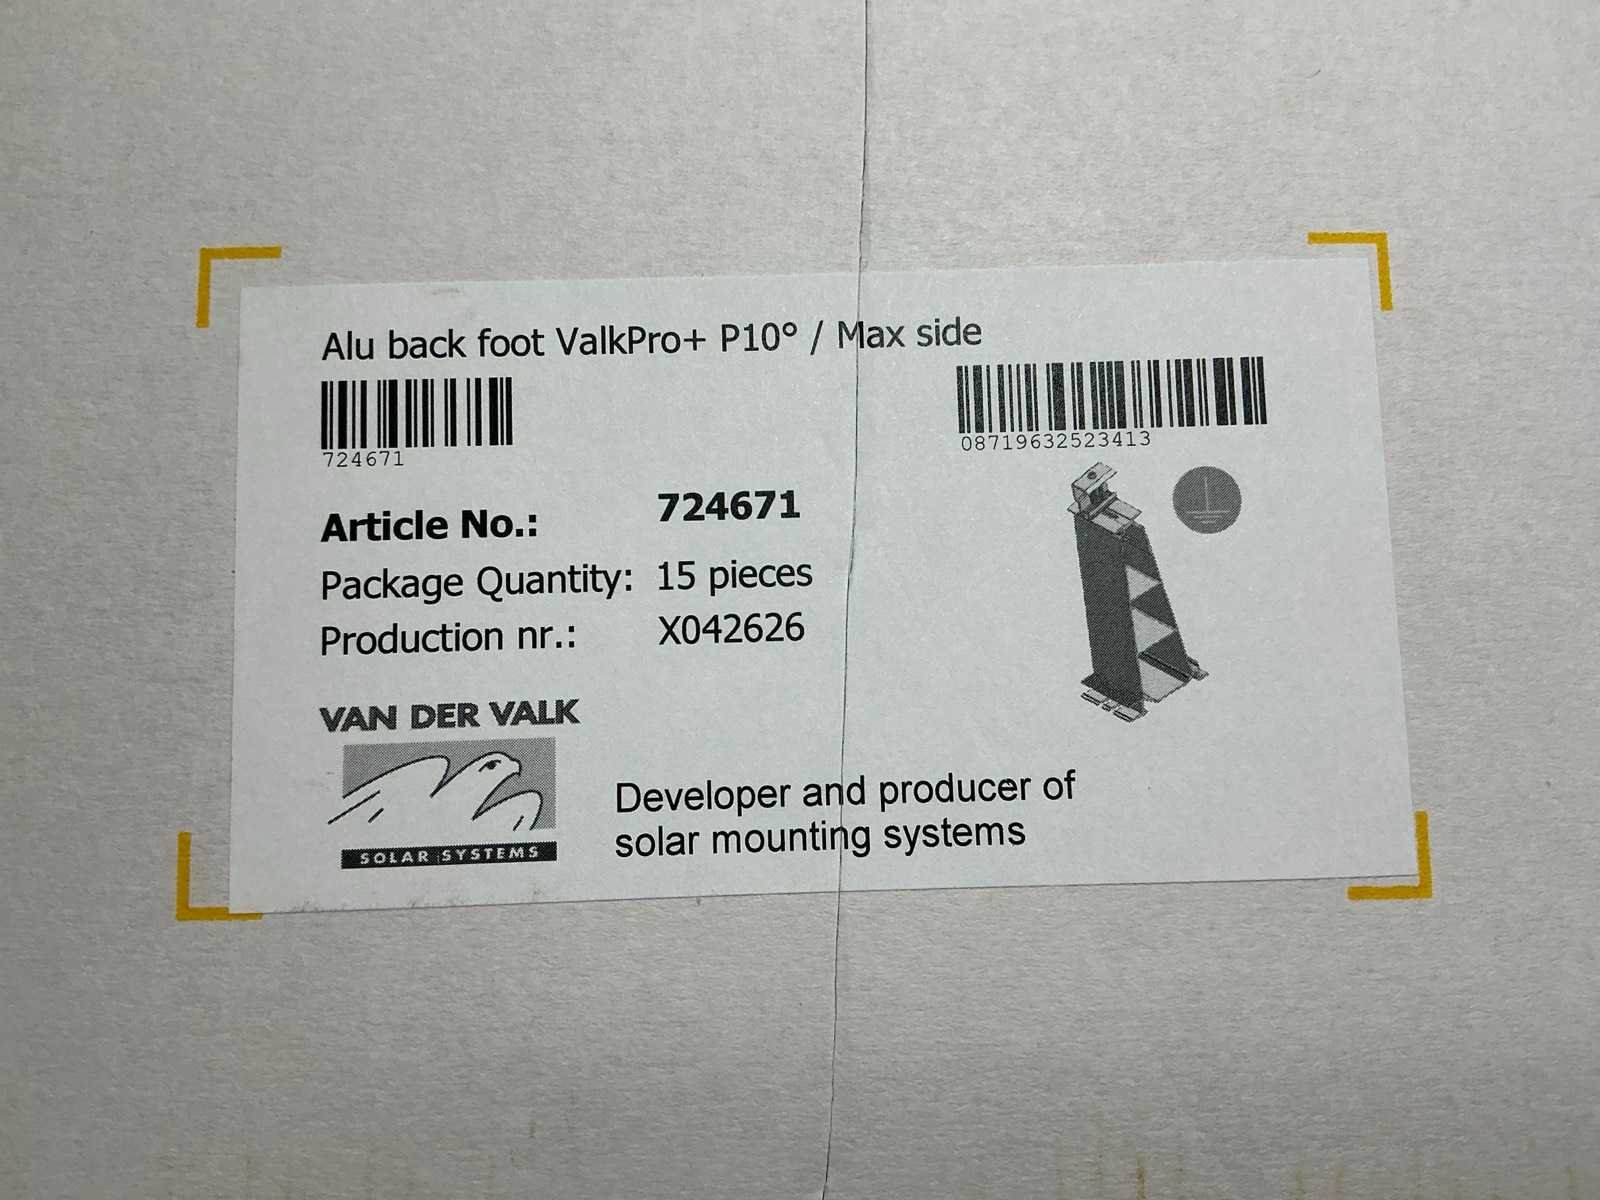 Alu back foot ValkPro+ P10° / Max side
724671
08719632523413
Article No.: 724671
Package Quantity: 15 pieces
Production nr.: X042626
VAN DER VALK
SOLAR SYSTEMS
Developer and producer of
solar mounting systems